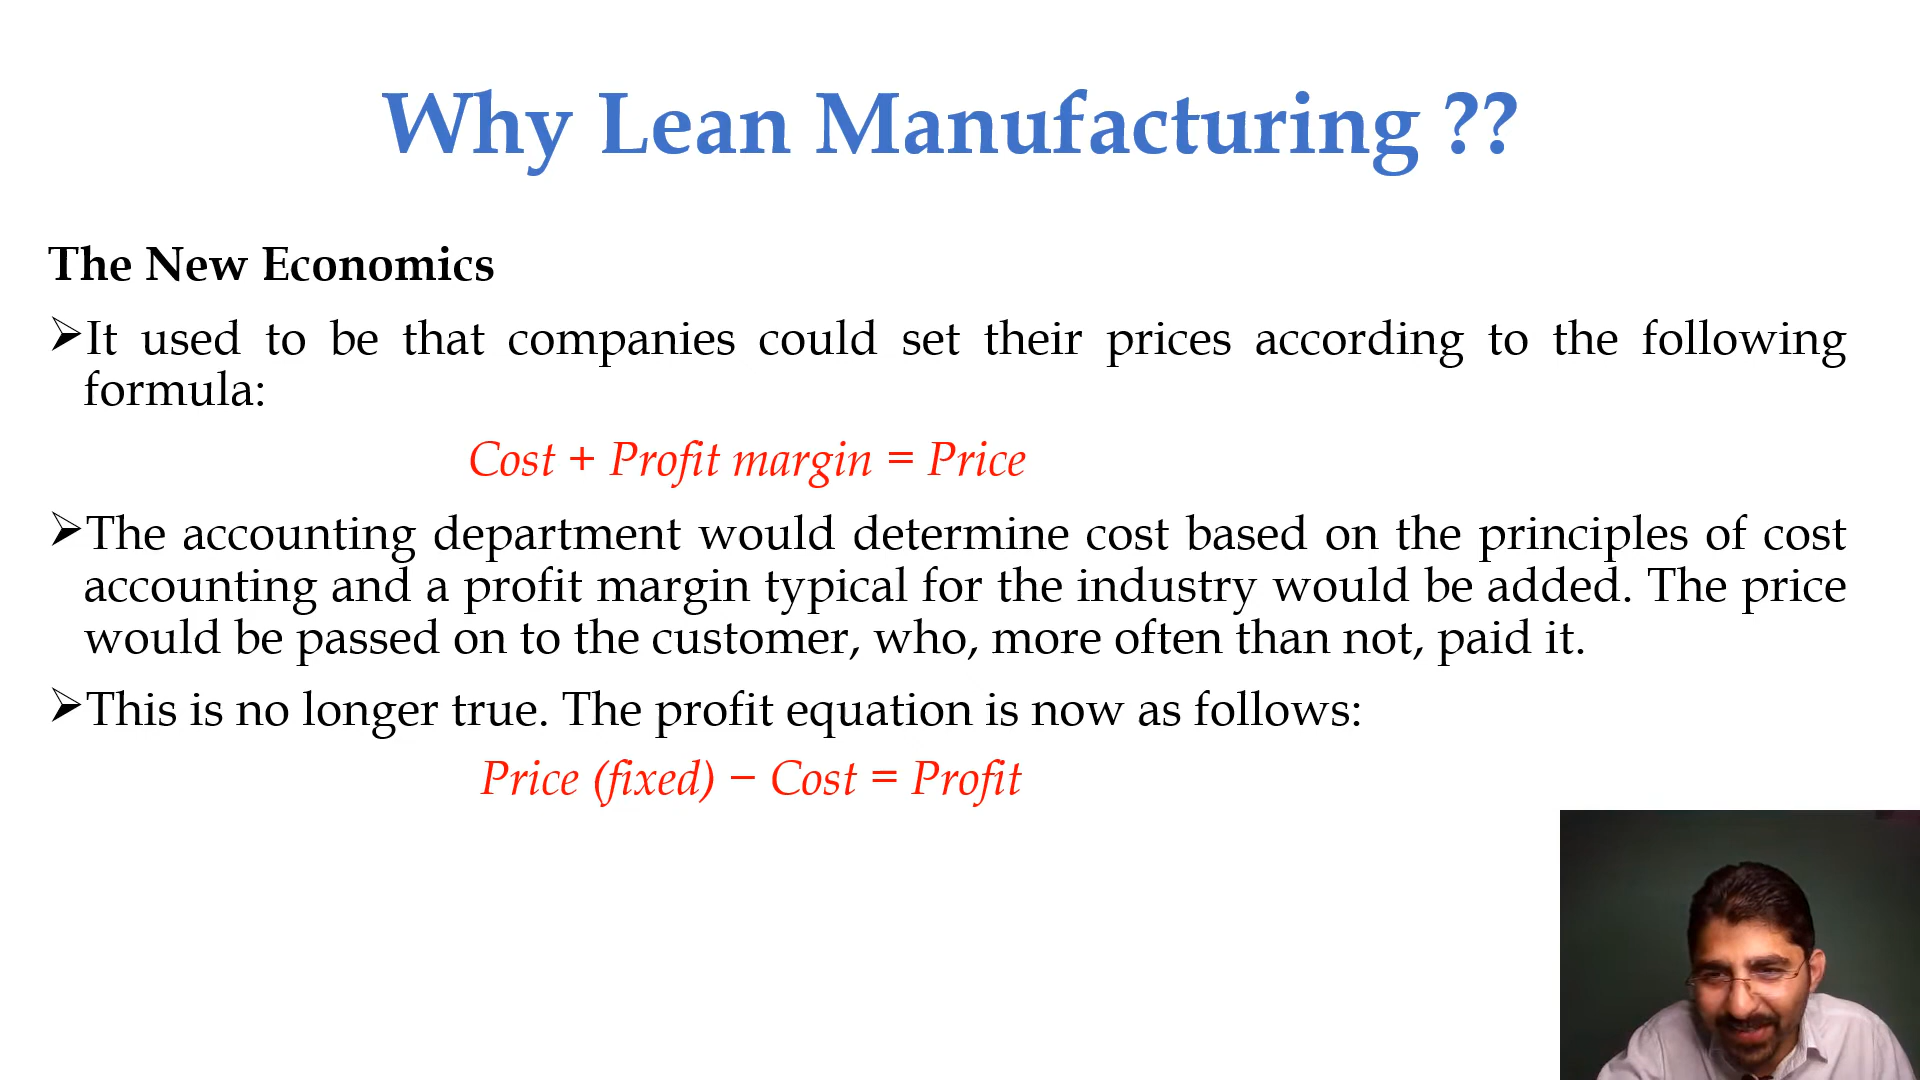 Why Lean Manufacturing ??
The New Economics
➢It used to be that companies could set their prices according to the following
formula:
Cost + Profit margin = Price
➢The accounting department would determine cost based on the principles of cost
accounting and a profit margin typical for the industry would be added. The price
would be passed on to the customer, who, more often than not, paid it.
➢This is no longer true. The profit equation is now as follows:
Price (fixed) − Cost = Profit